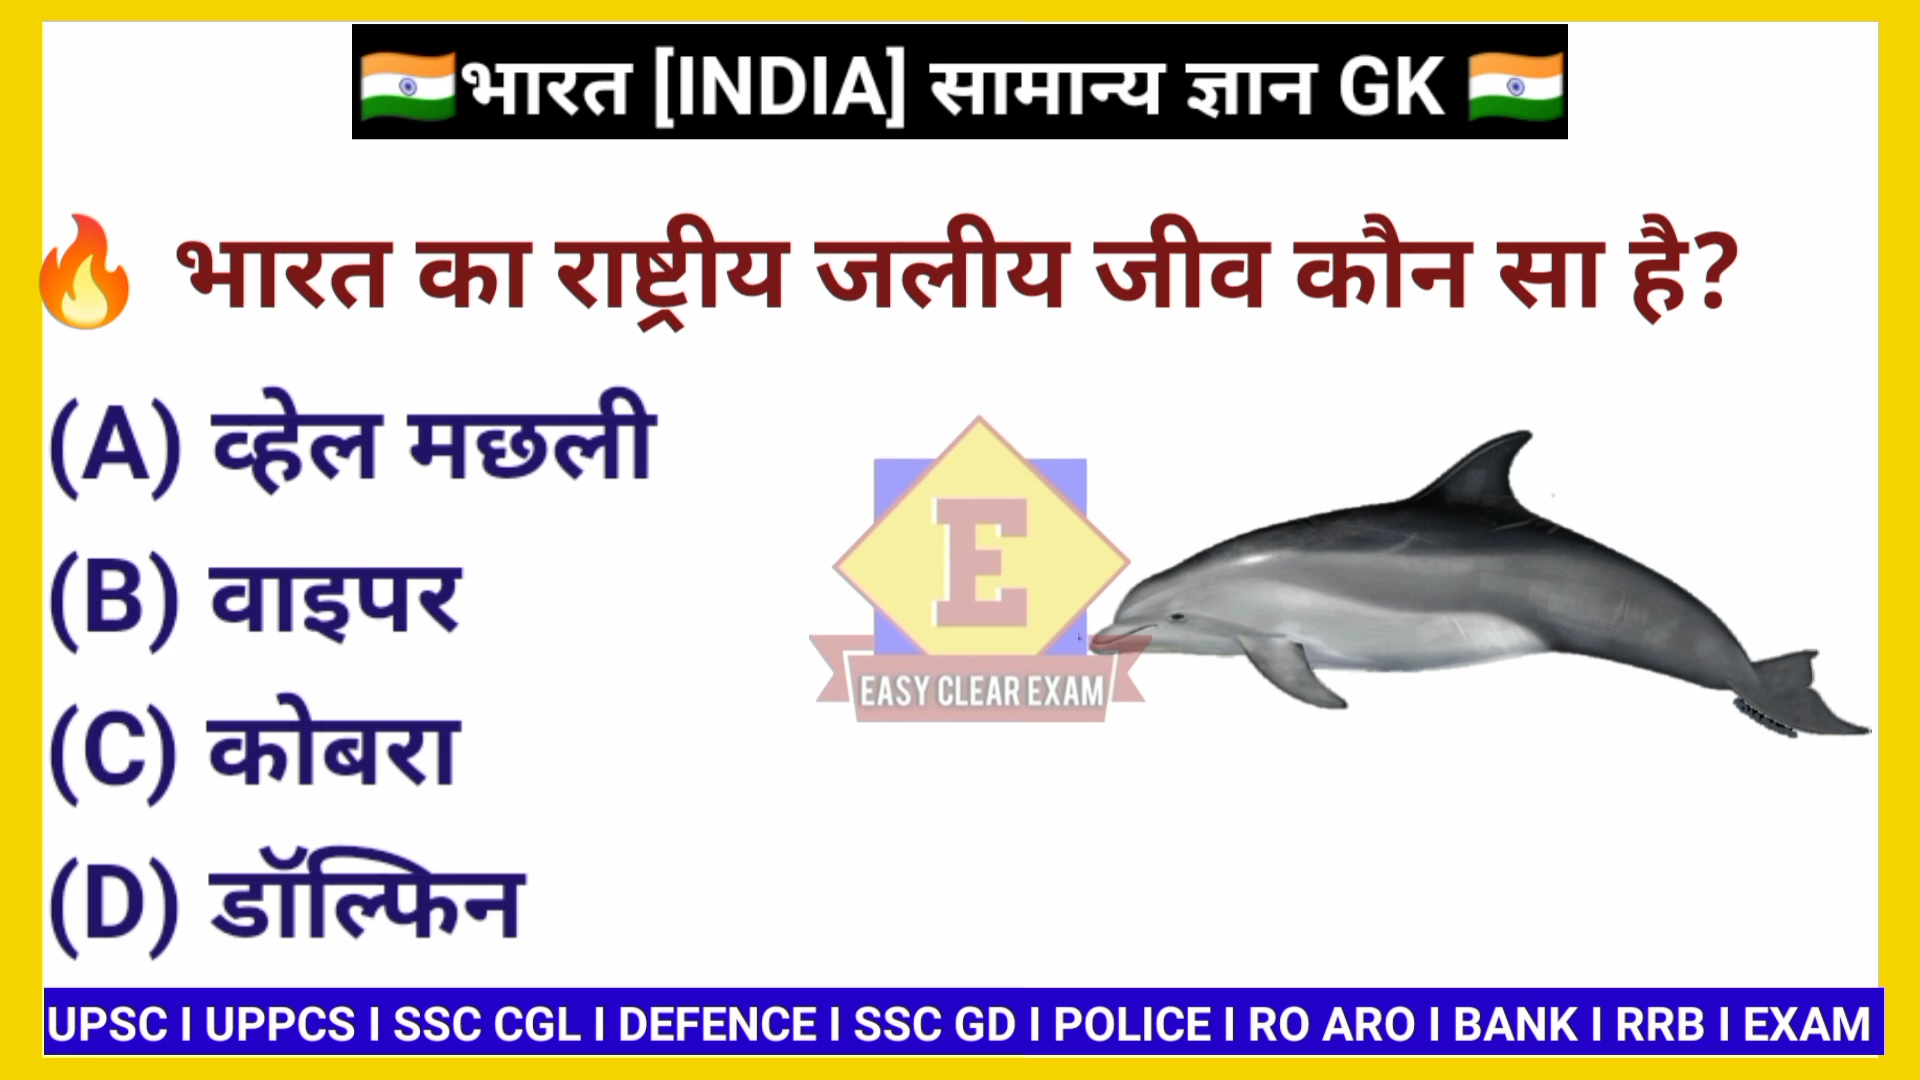 🇮🇳भारत [INDIA] सामान्य ज्ञान GK 🇮🇳
🔥 भारत का राष्ट्रीय जलीय जीव कौन सा है?
(A) व्हेल मछली
(B) वाइपर
(C) कोबरा
(D) डॉल्फिन
E
EASY CLEAR EXAM
UPSC I UPPCS I SSC CGL I DEFENCE I SSC GD I POLICE I RO ARO I BANK I RRB I EXAM